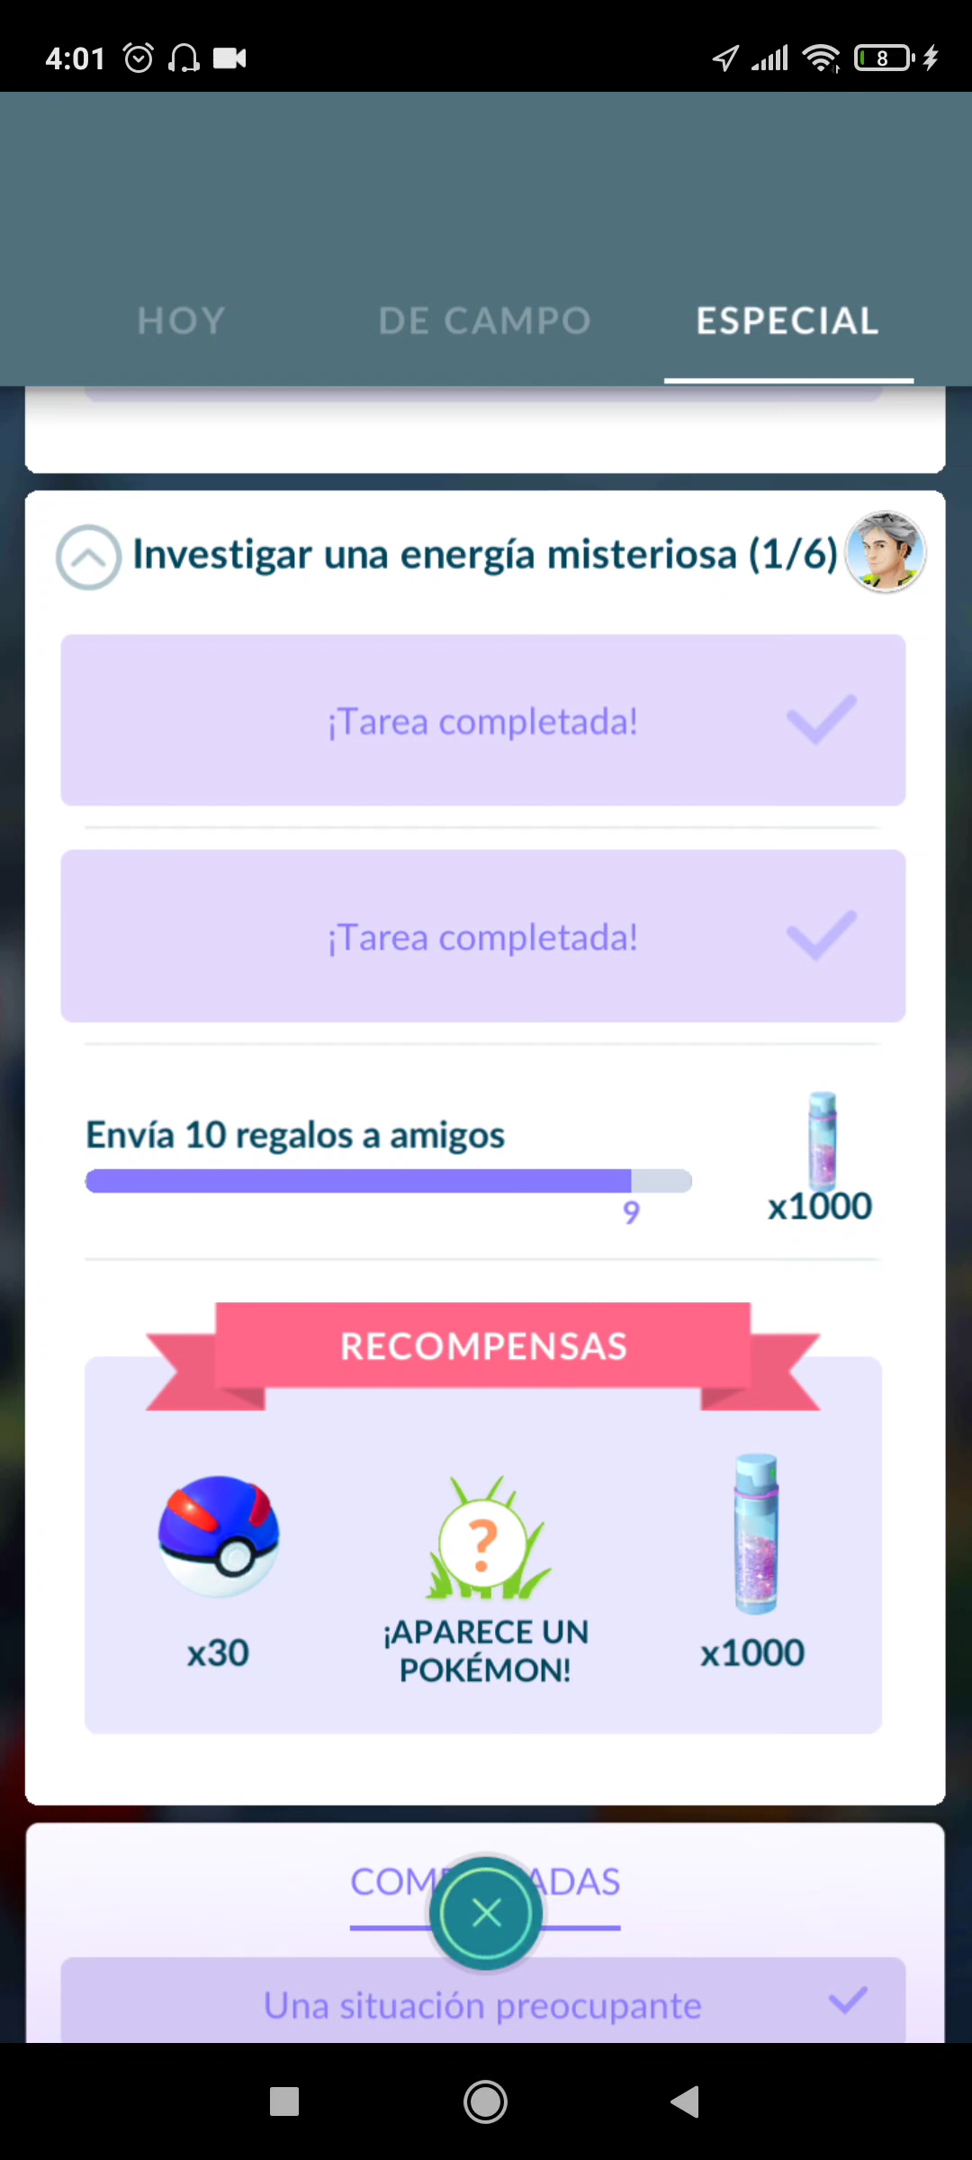 4:01
8
HOY
DE CAMPO
ESPECIAL
Investigar una energía misteriosa (1/6)
¡Tarea completada!
¡Tarea completada!
Envía 10 regalos a amigos
9
x1000
RECOMPENSAS
?
x30
¡APARECE UN
POKÉMON!
x1000
Una situación preocupante